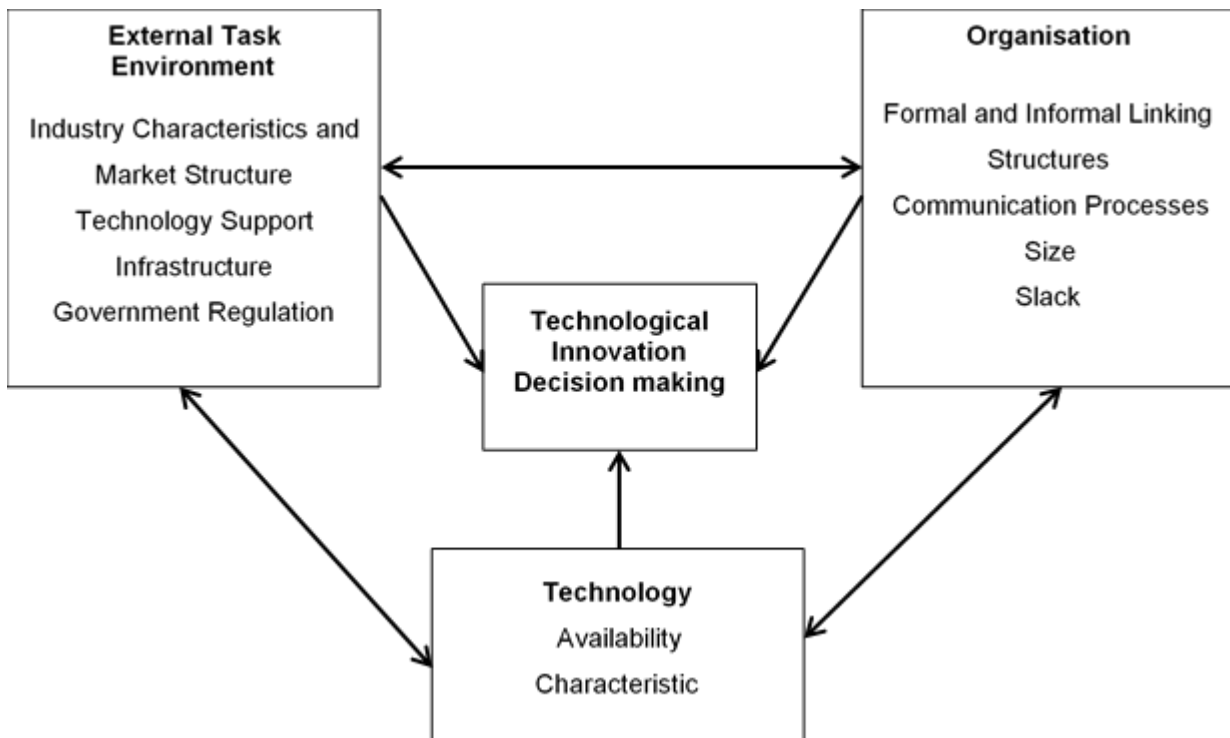 External Task
Environment
Industry Characteristics and
Market Structure
Technology Support
Infrastructure
Government Regulation
Organisation
Formal and Informal Linking
Structures
Communication Processes
Size
Slack
Technological
Innovation
Decision making
Technology
Availability
Characteristic